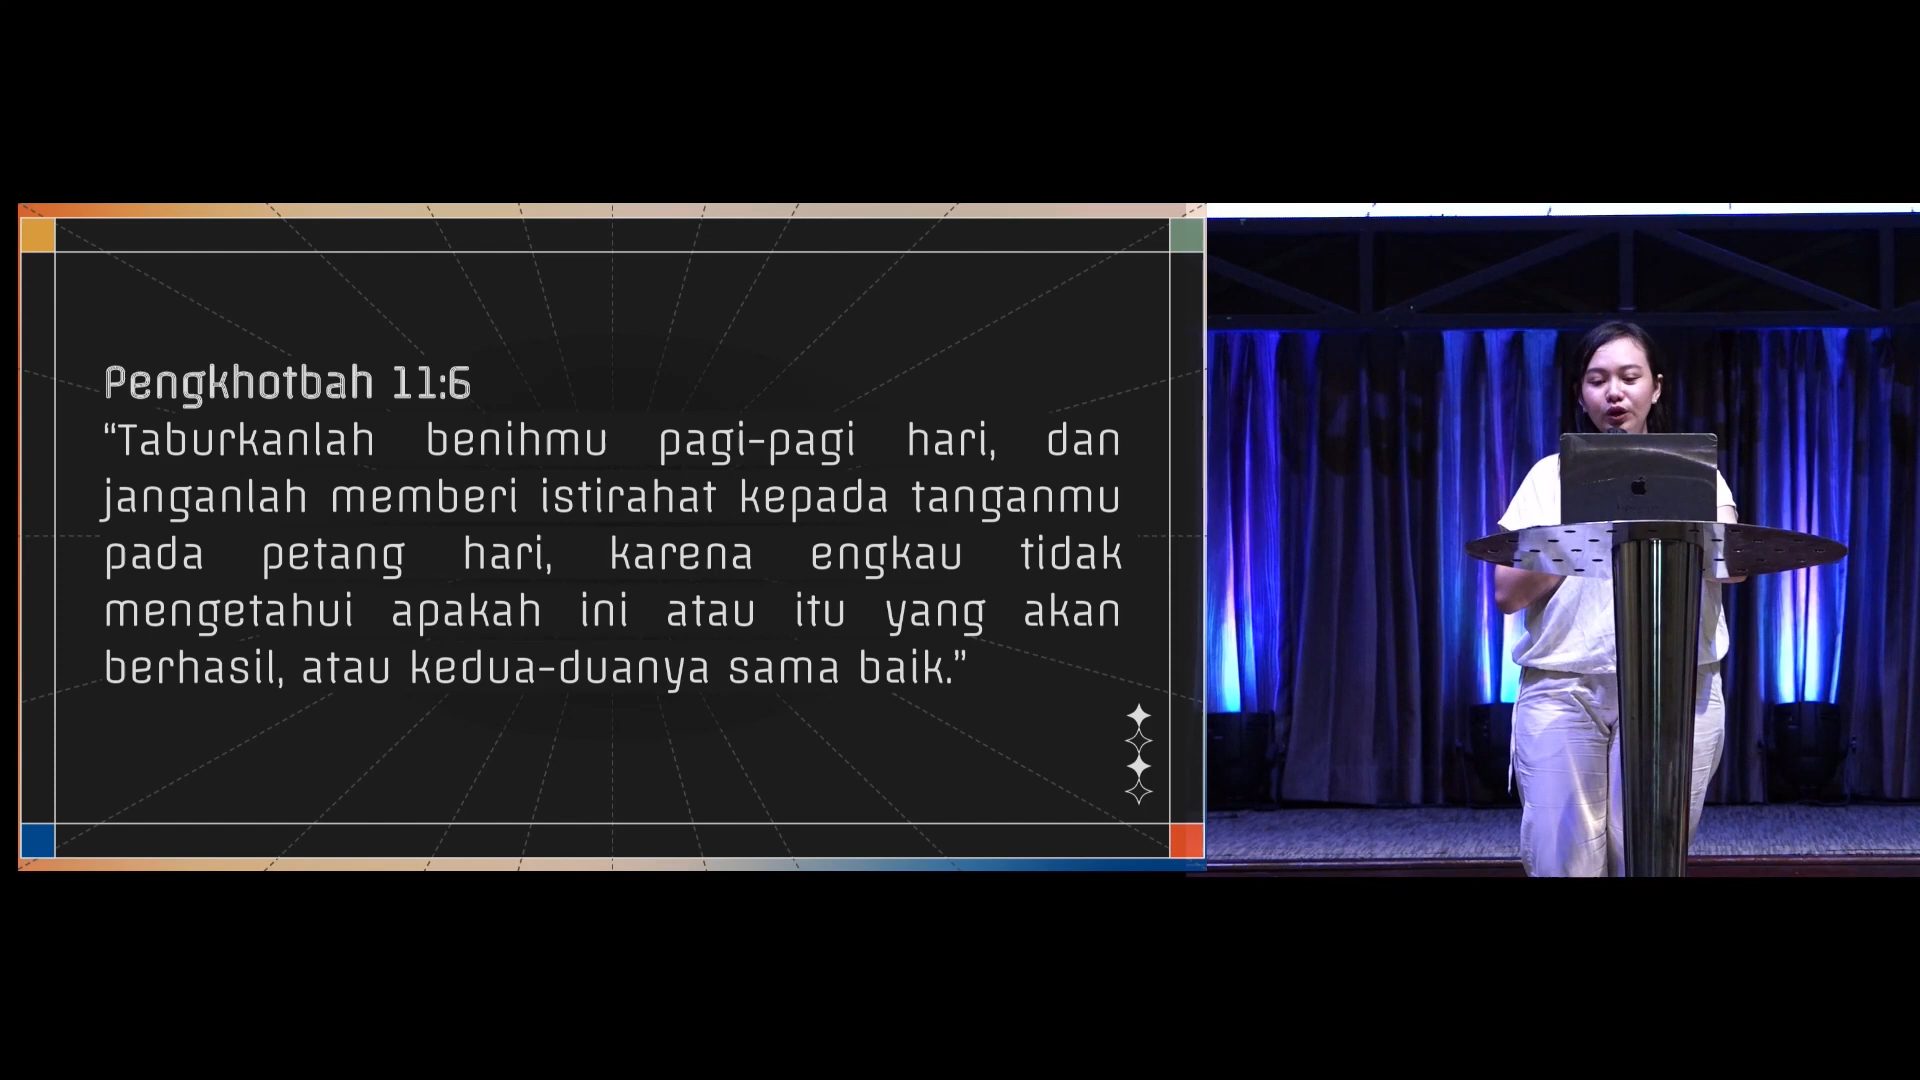 Pengkhotbah 11:6
“Taburkanlah benihmu pagi-pagi hari, dan
janganlah memberi istirahat kepada tanganmu
pada petang hari, karena engkau tidak
mengetahui apakah ini atau itu yang akan
berhasil, atau kedua-duanya sama baik.”